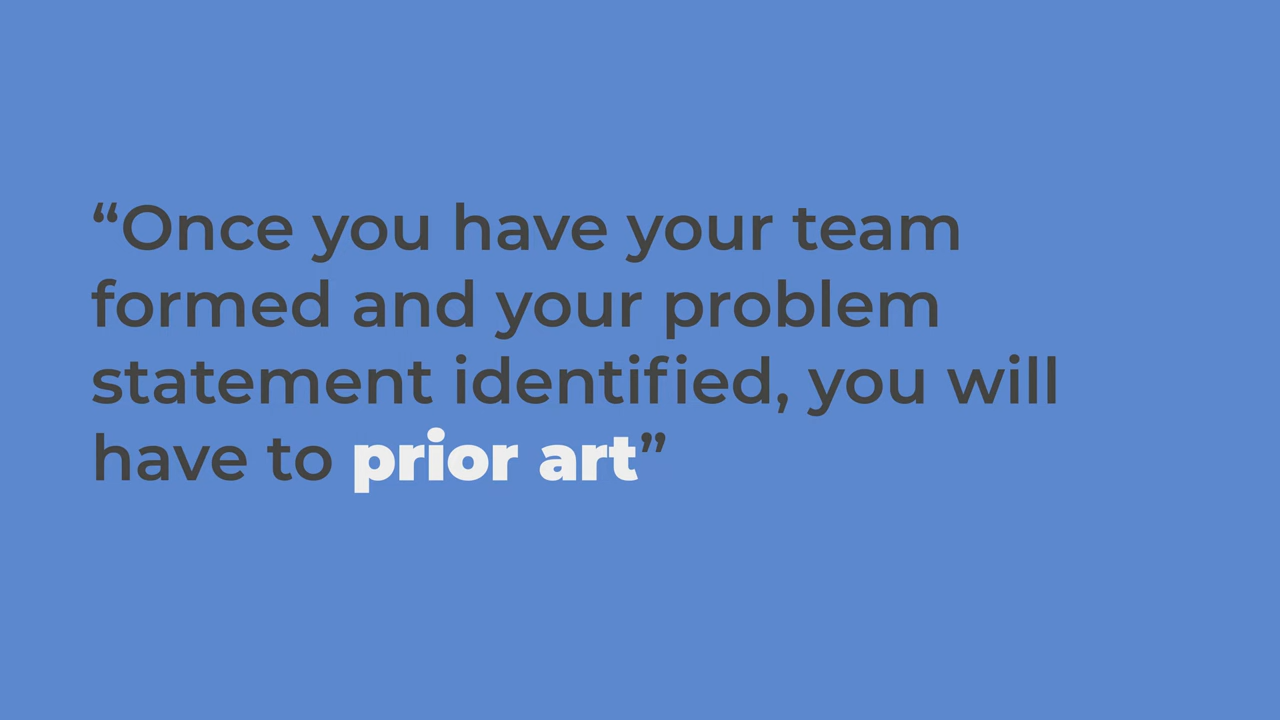 “Once you have your team
formed and your problem
statement identified, you will
have to prior art”